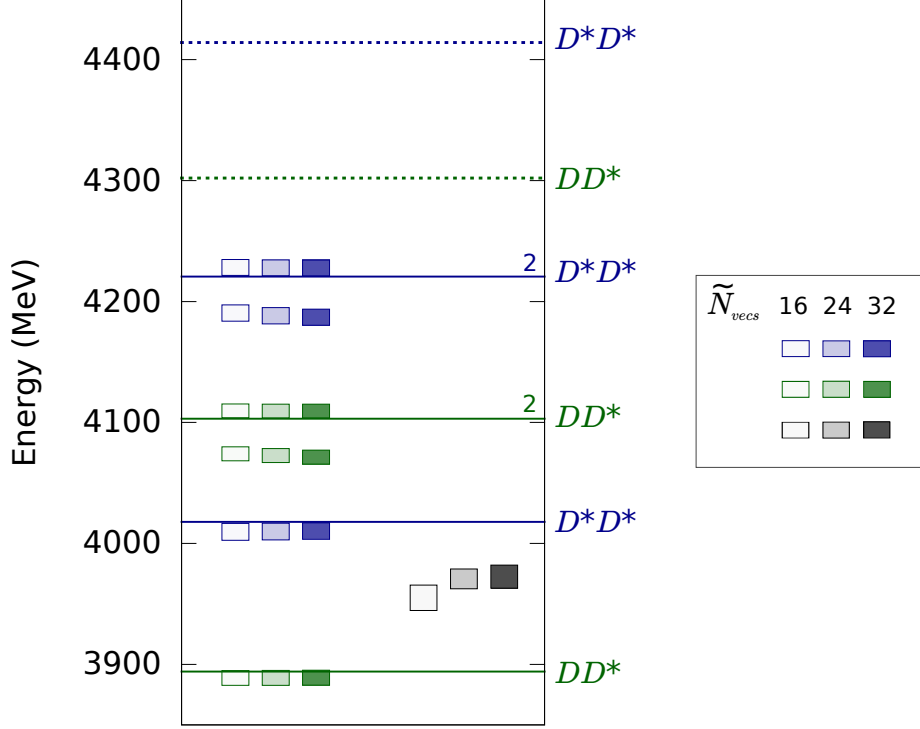 Energy (MeV)
4400
4300
4200
4100
4000
3900
D*D*
DD*
2
D*D*
2
DD*
D*D*
DD*
Ñvecs 16 24 32